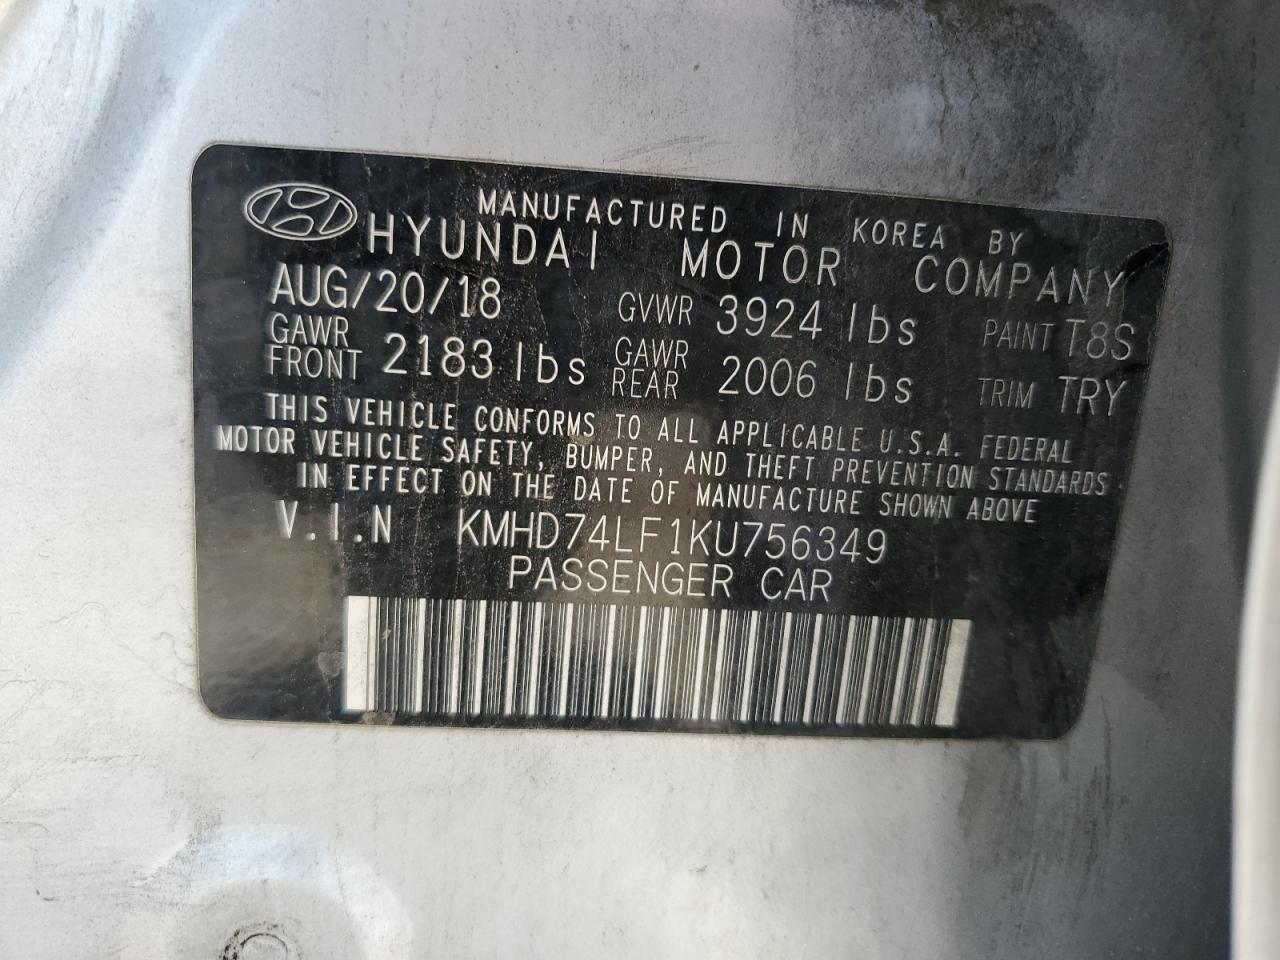 MANUFACTURED IN KOREA BY
HYUNDAI MOTOR COMPANY
AUG/20/18 GVWR 3924 lbs PAINT T8S
GAWR FRONT 2183 lbs GAWR REAR 2006 lbs TRIM TRY
THIS VEHICLE CONFORMS TO ALL APPLICABLE U.S.A. FEDERAL
MOTOR VEHICLE SAFETY, BUMPER, AND THEFT PREVENTION STANDARDS
IN EFFECT ON THE DATE OF MANUFACTURE SHOWN ABOVE
V.I.N KMHD74LF1KU756349
PASSENGER CAR